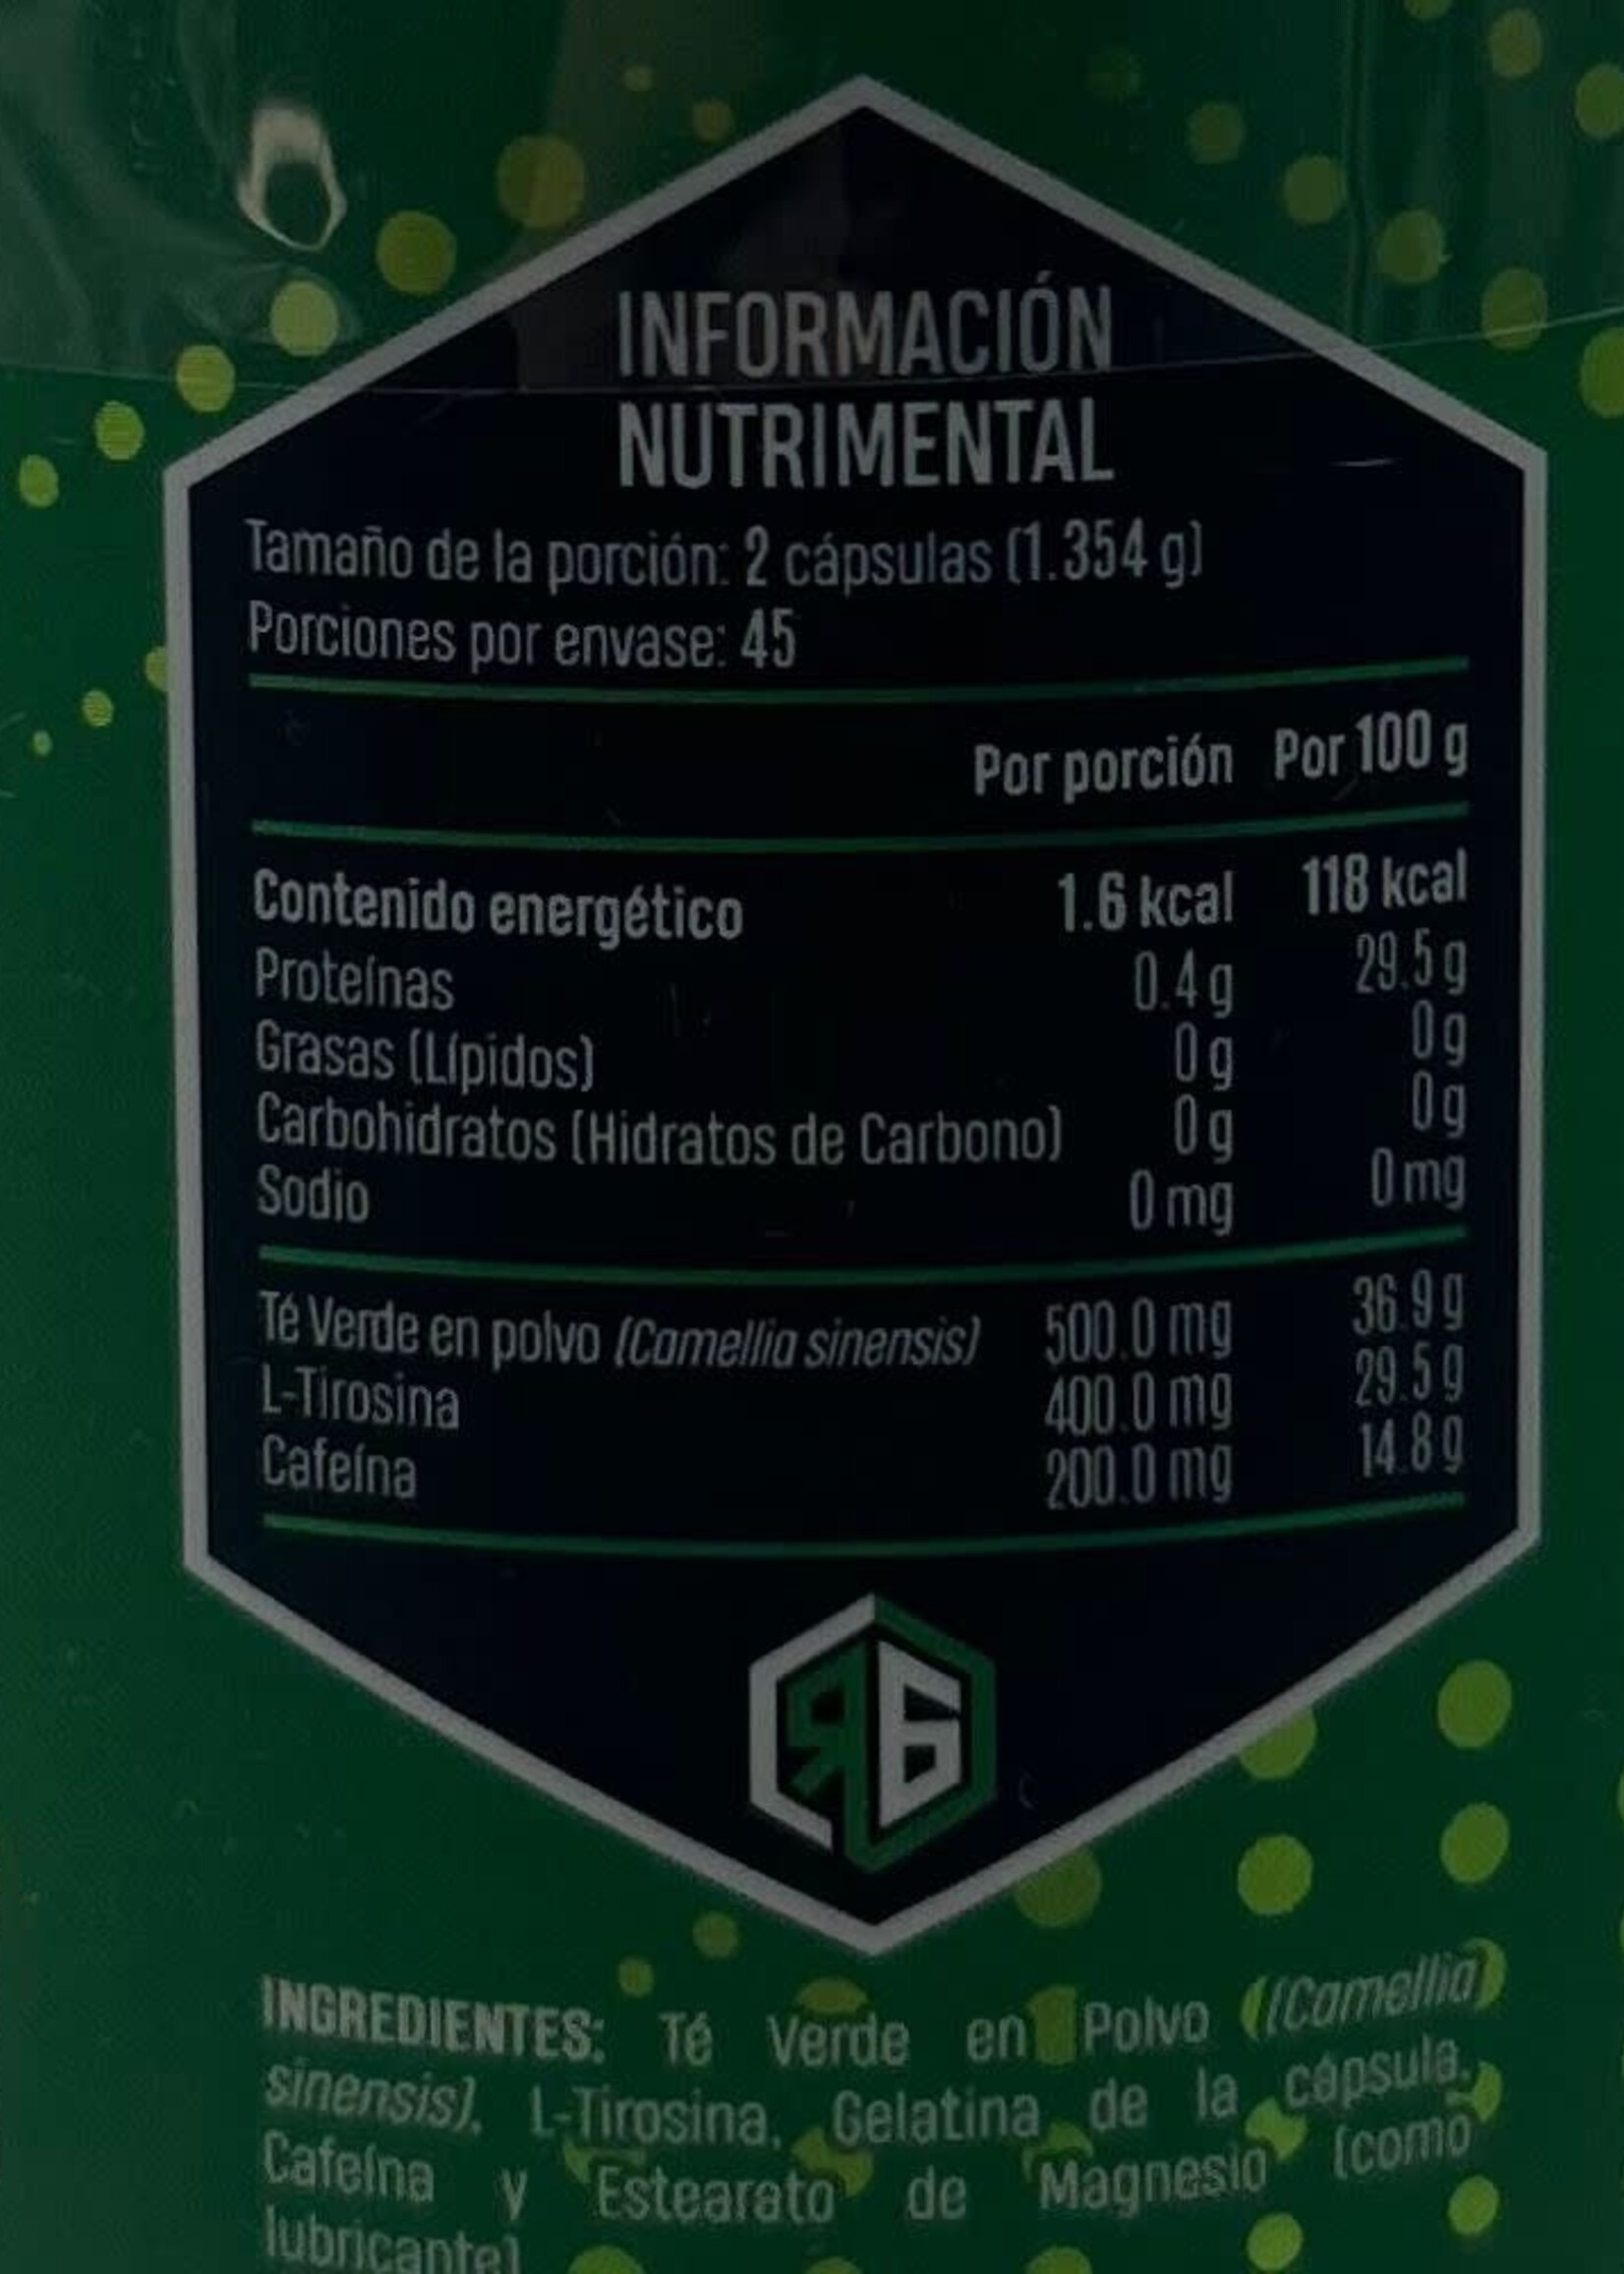 INFORMACIÓN
NUTRIMENTAL
Tamaño de la porción: 2 cápsulas (1.354 g)
Porciones por envase: 45
Por porción Por 100 g
Contenido energético 1.6 kcal 118 kcal
Proteínas 0.4 g 29.5 g
Grasas (Lípidos) 0 g 0 g
Carbohidratos (Hidratos de Carbono) 0 g 0 g
Sodio 0 mg 0 mg
Té Verde en polvo (Camellia sinensis) 500.0 mg 36.9 g
L-Tirosina 400.0 mg 29.5 g
Cafeína 200.0 mg 14.8 g
INGREDIENTES: Té Verde en Polvo ((Camellia)
sinensis), L-Tirosina, Gelatina de la cápsula,
Cafeína y Estearato de Magnesio (como
lubricante)